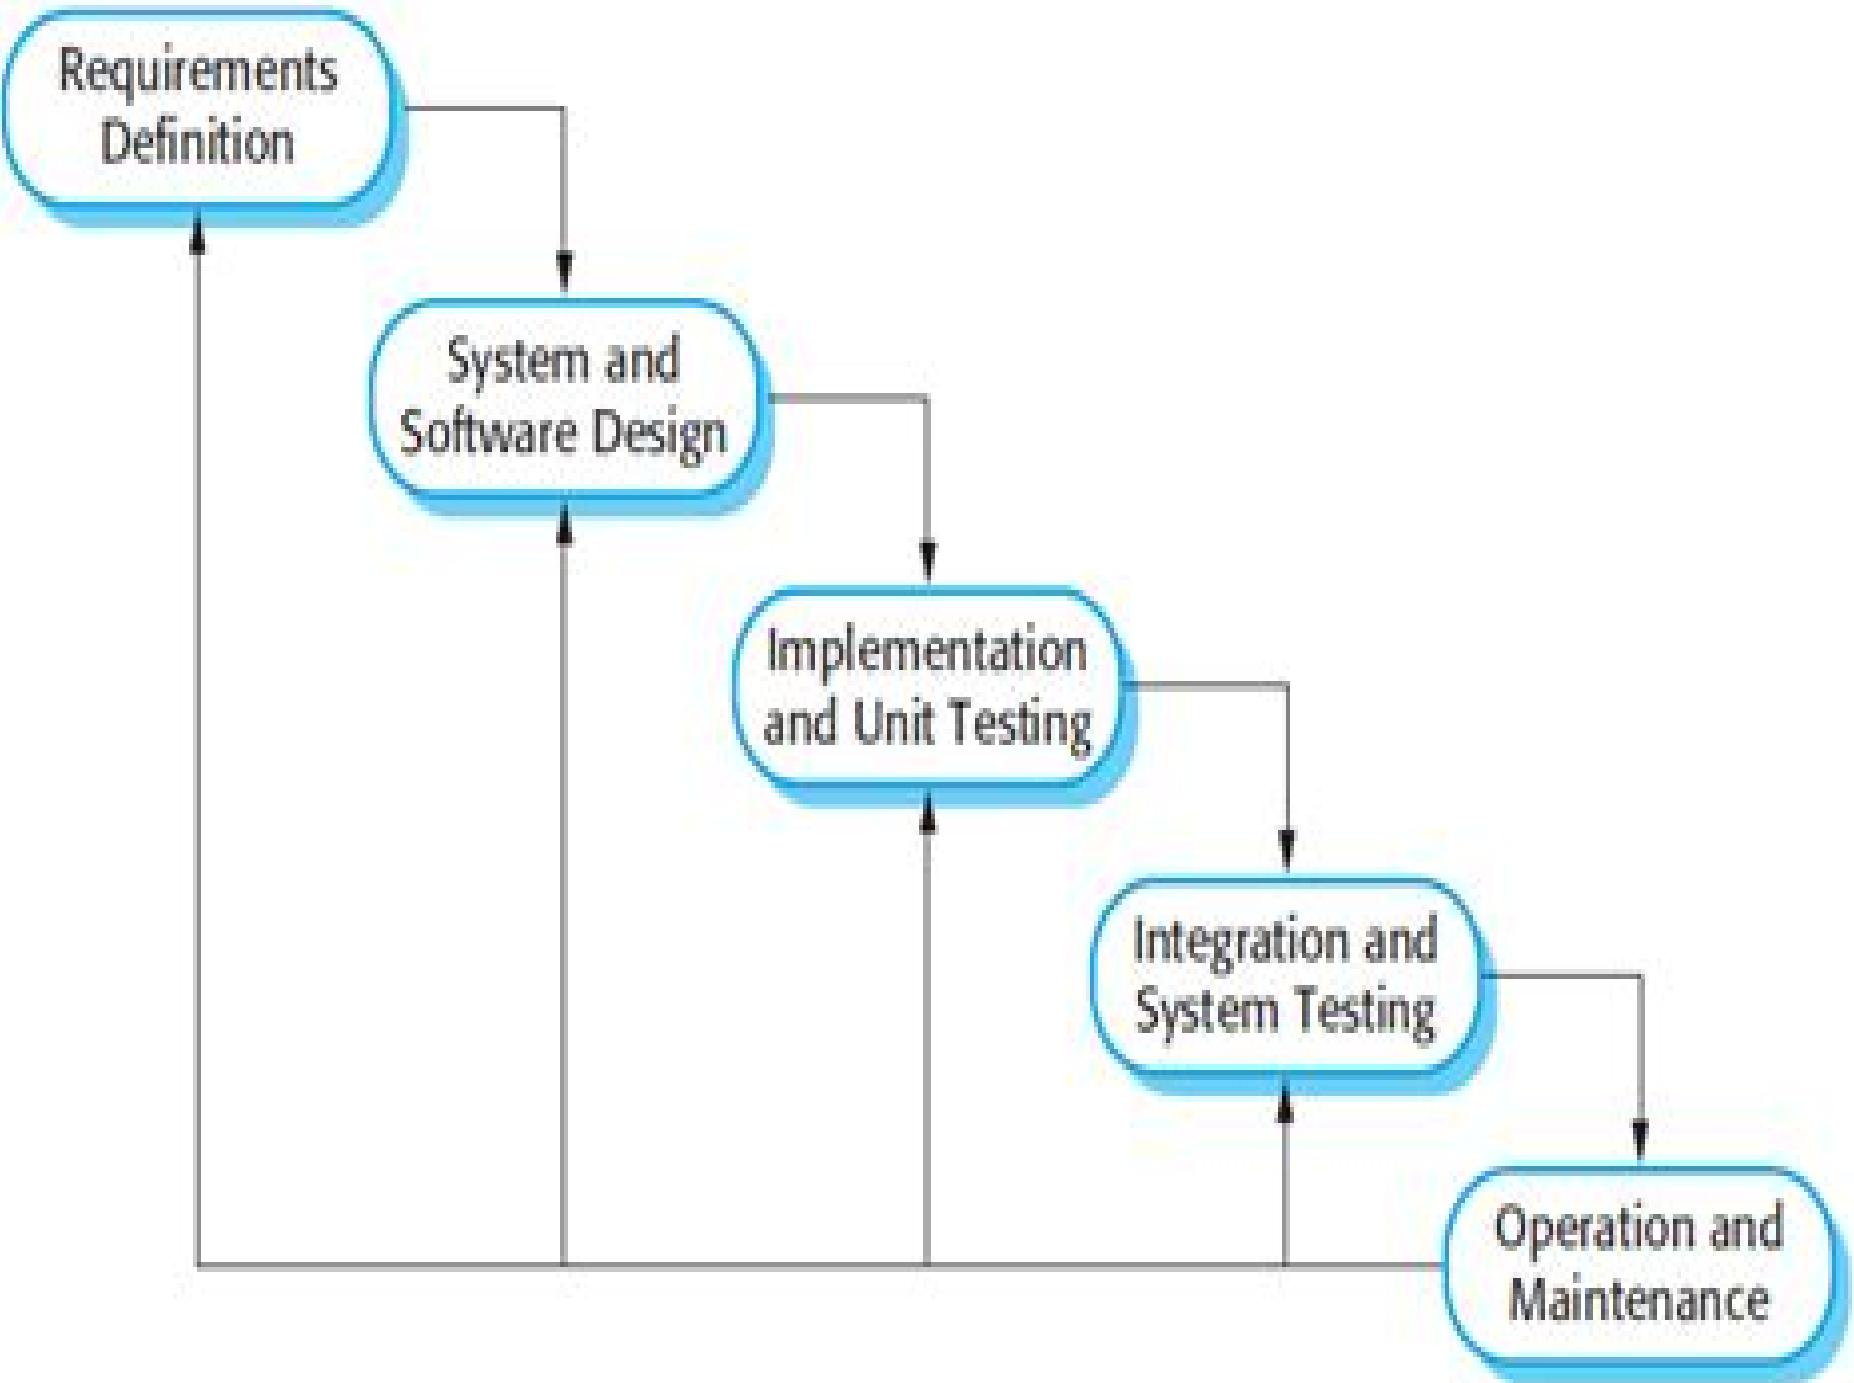 Requirements
Definition
System and
Software Design
Implementation
and Unit Testing
Integration and
System Testing
Operation and
Maintenance